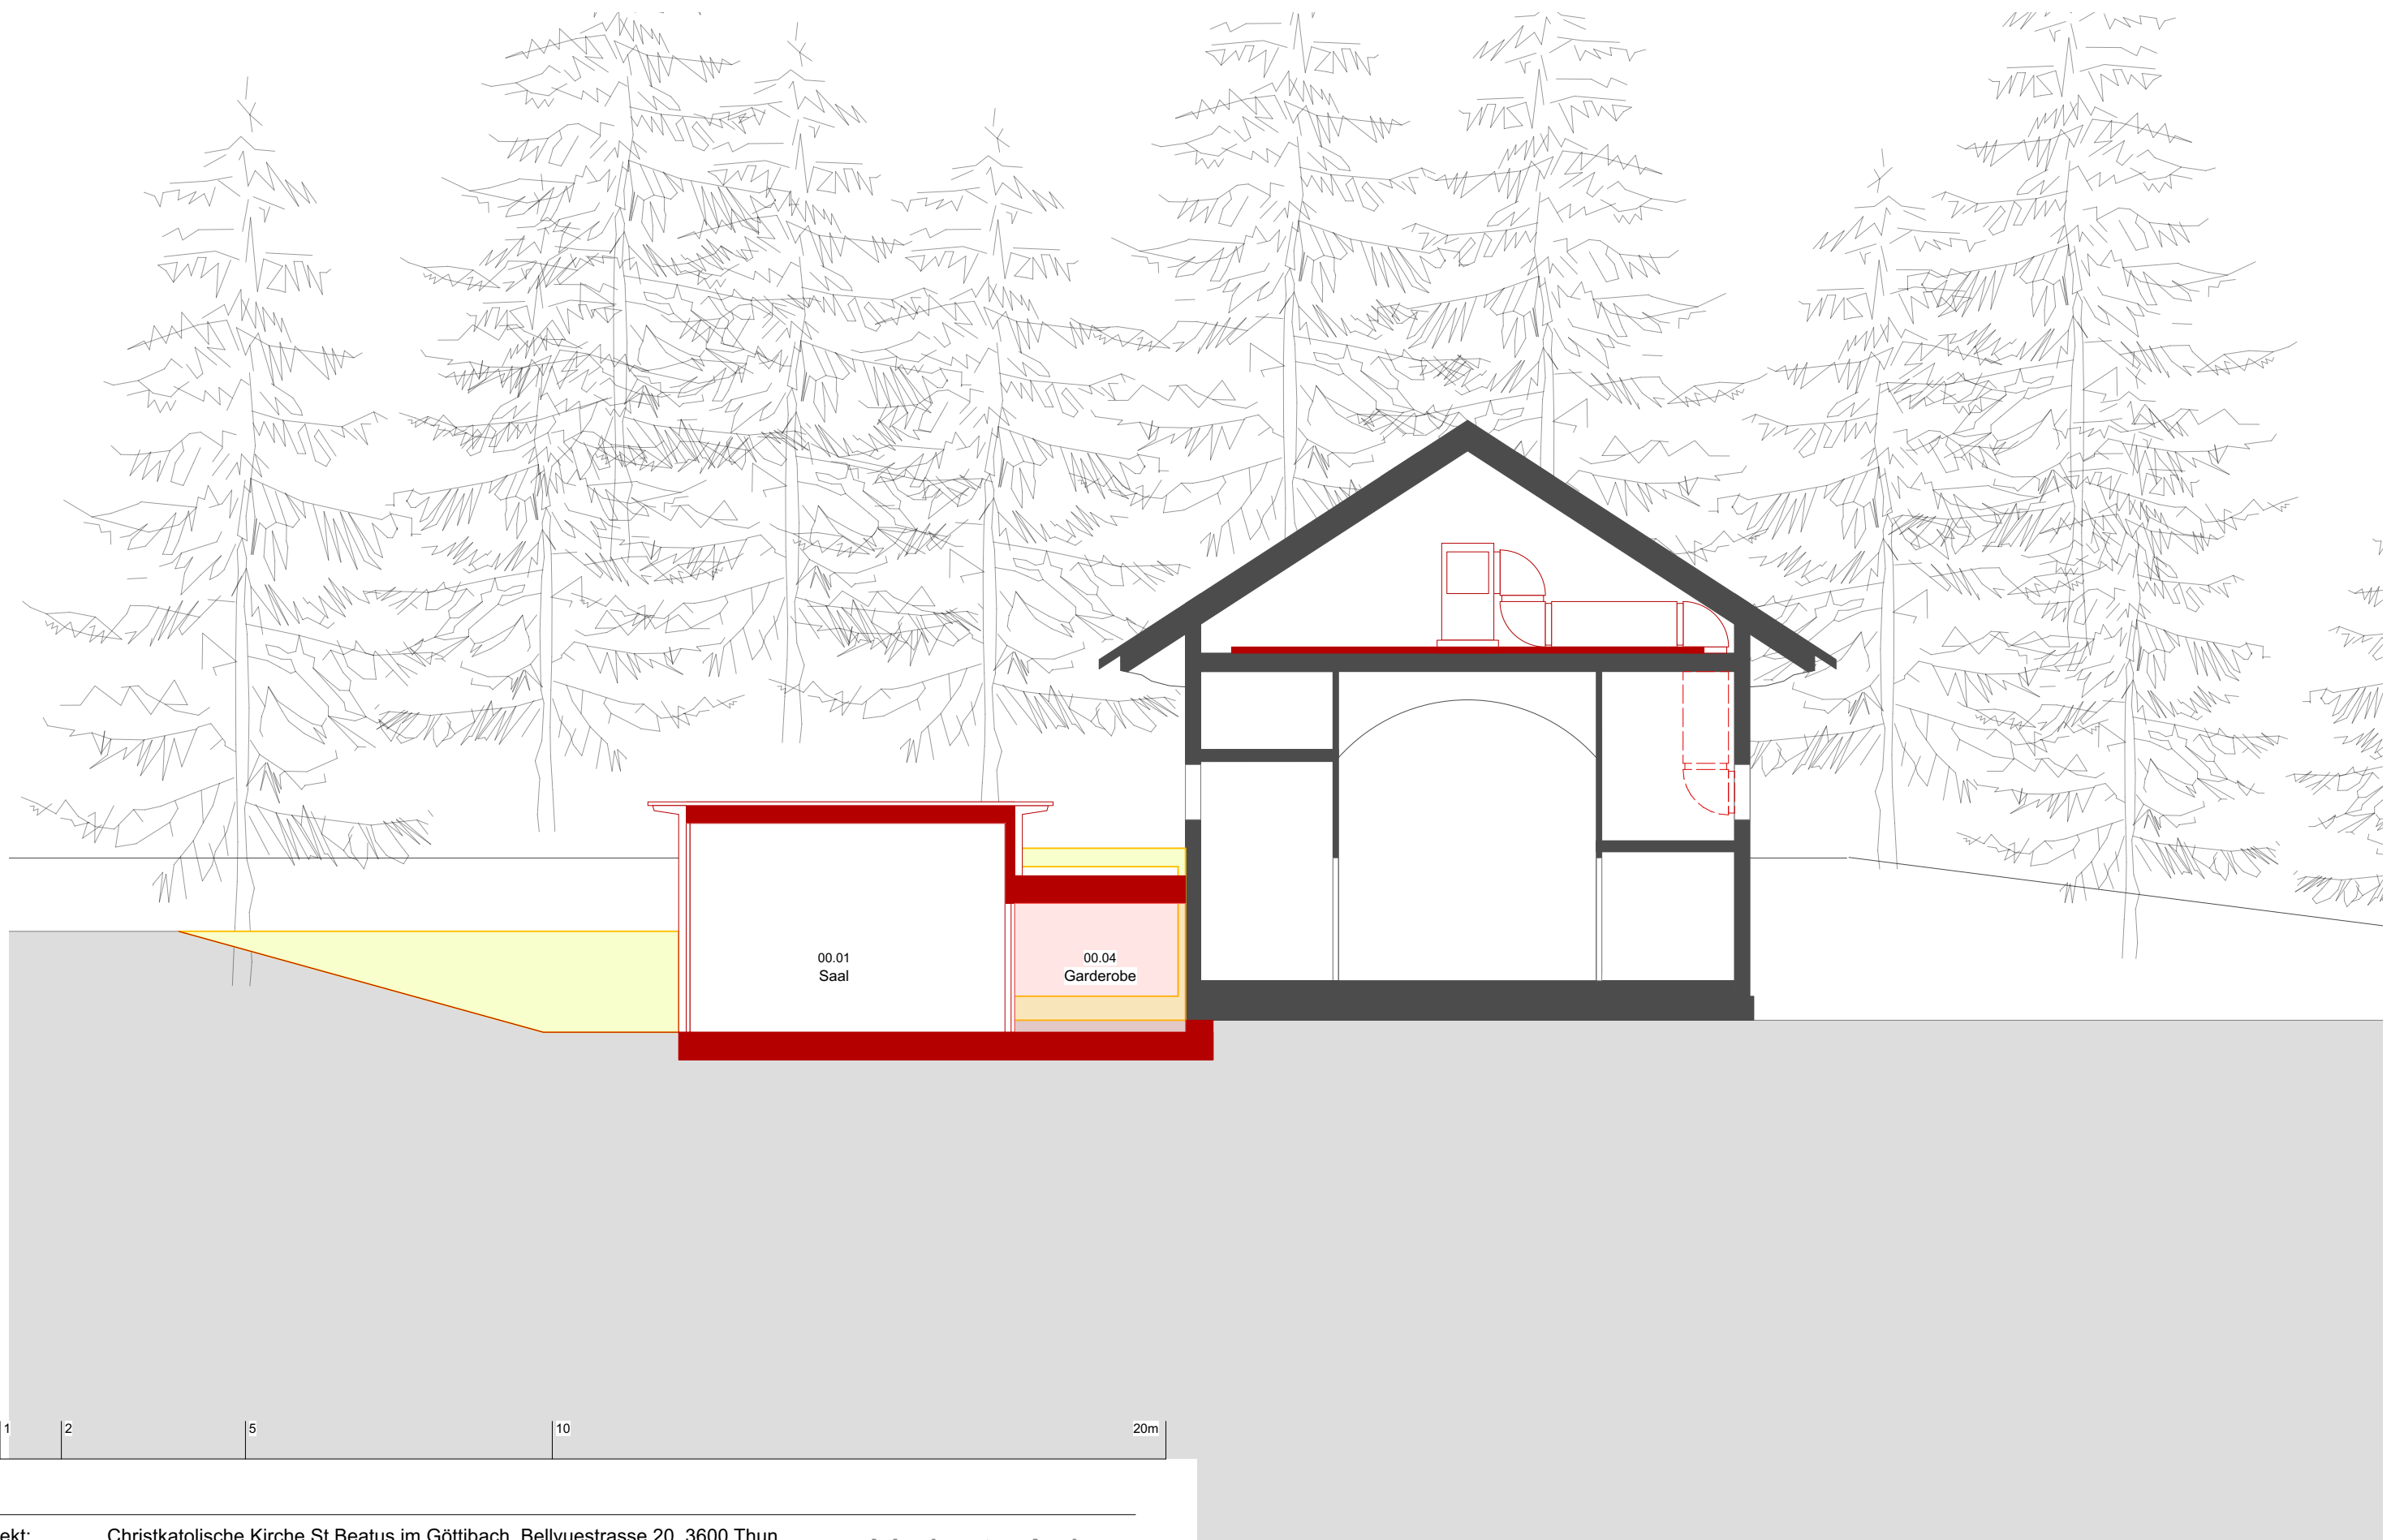 00.01
Saal
00.04
Garderobe
1 2 5 10 20m
ekt: Christkatolische Kirche St.Beatus im Göttibach, Bellvuestrasse 20, 3600 Thun